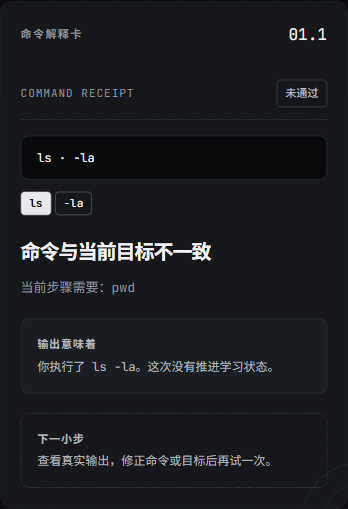 命令解释卡 01.1
COMMAND RECEIPT 未通过
ls · -la
ls -la
命令与当前目标不一致
当前步骤需要：pwd
输出意味着
你执行了 ls -la。这次没有推进学习状态。
下一小步
查看真实输出，修正命令或目标后再试一次。